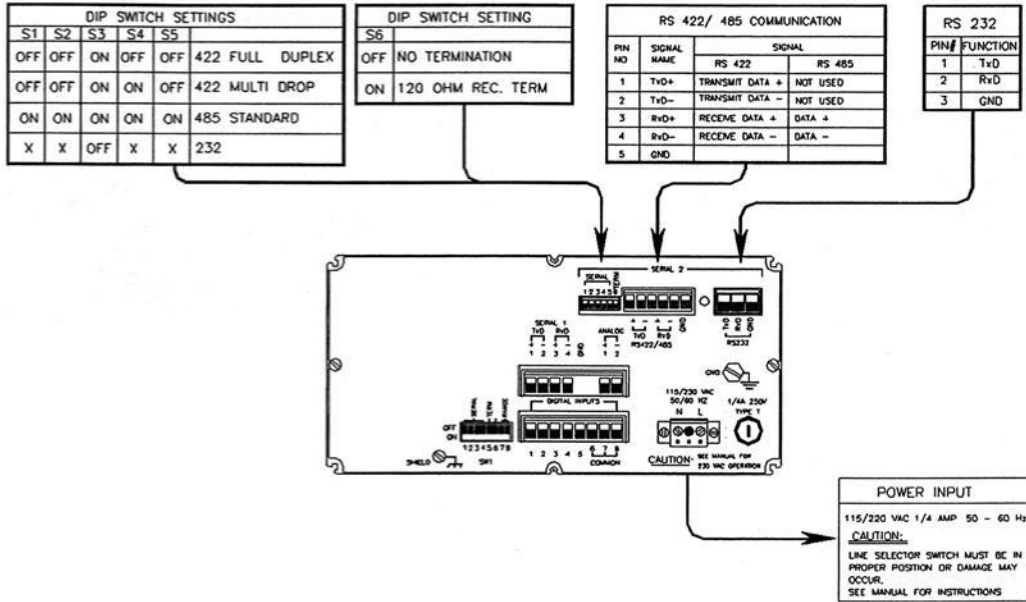 DIP SWITCH SETTINGS
S1 S2 S3 S4 S5
OFF OFF ON OFF OFF 422 FULL DUPLEX
OFF OFF ON ON OFF 422 MULTI DROP
ON ON ON ON ON 485 STANDARD
X X OFF X X 232
DIP SWITCH SETTING
S6
OFF NO TERMINATION
ON 120 OHM REC. TERM
RS 422/ 485 COMMUNICATION
PIN NO SIGNAL NAME SIGNAL
RS 422 RS 485
1 TxD+ TRANSMIT DATA + NOT USED
2 TxD- TRANSMIT DATA - NOT USED
3 RxD+ RECEIVE DATA + DATA +
4 RxD- RECEIVE DATA - DATA -
5 GND
RS 232
PIN# FUNCTION
1 TxD
2 RxD
3 GND
SERIAL 2
SERIAL TERM
1 2 3 4 5 6
+ - + - GND
TxD RxD
RS422/485
TxD RxD GND
RS232
SERIAL 1
TxD RxD
+ - + - GND
1 2 3 4
ANALOG
+ -
1 2
GND
DIGITAL INPUTS
1 2 3 4 5 6 7 8
COMMON
115/230 VAC
50/60 HZ
N L
1/4A 250V
TYPE T
SERIAL TERM
OFF
ON
1 2 3 4 5 6 7 8
SW1
SHIELD
CAUTION- SEE MANUAL FOR
230 VAC OPERATION
POWER INPUT
115/220 VAC 1/4 AMP 50 - 60 Hz
CAUTION:
LINE SELECTOR SWITCH MUST BE IN
PROPER POSITION OR DAMAGE MAY
OCCUR.
SEE MANUAL FOR INSTRUCTIONS